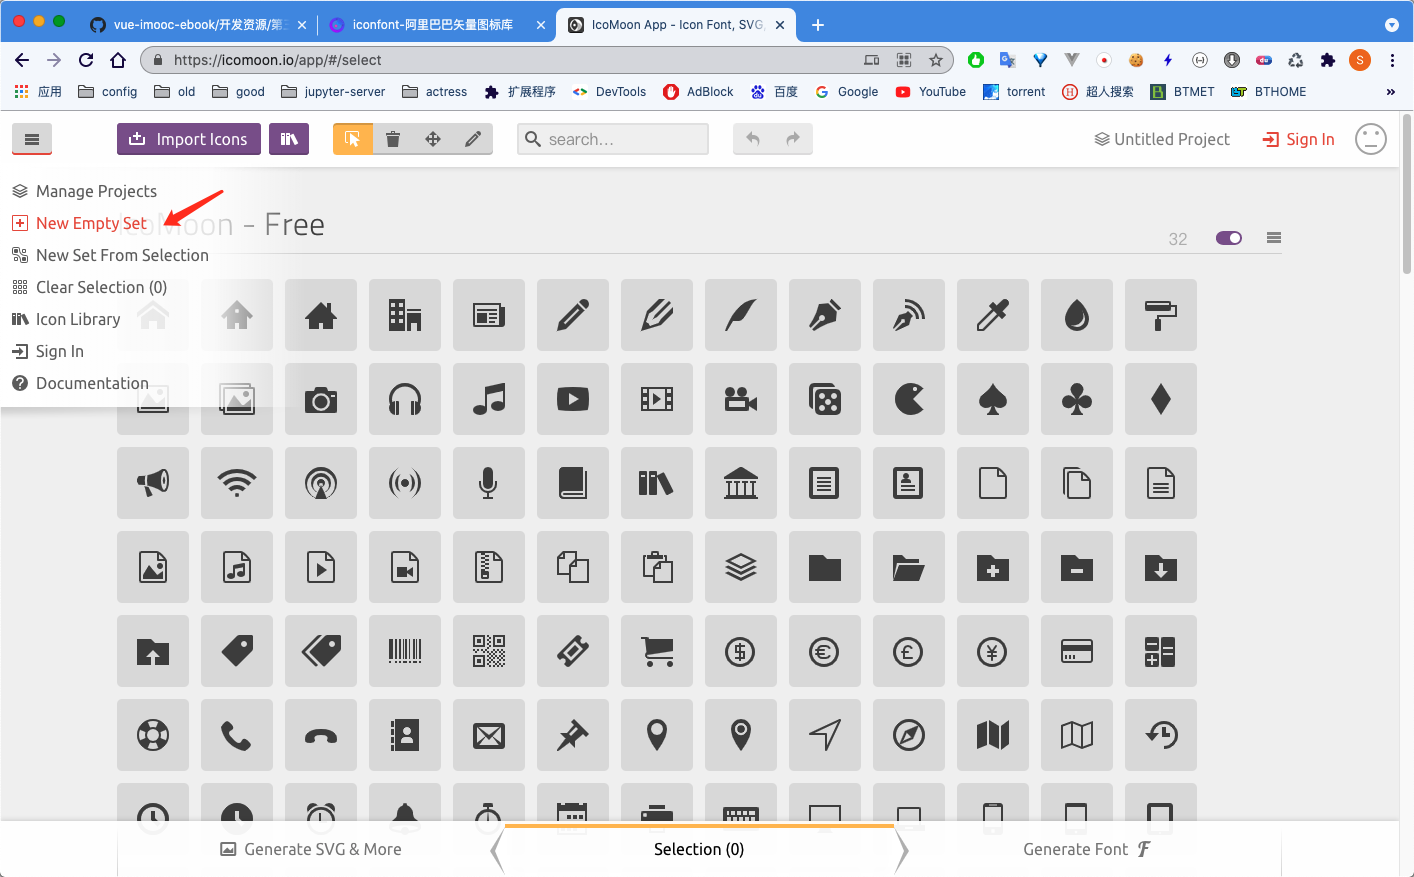 vue-imooc-ebook/开发资源/第三
iconfont-阿里巴巴矢量图标库
IcoMoon App - Icon Font, SVG,
https://icomoon.io/app/#/select
S
应用
config
old
good
jupyter-server
actress
扩展程序
DevTools
AdBlock
百度
Google
YouTube
torrent
超人搜索
BTMET
BTHOME
»
Import Icons
search...
Untitled Project
Sign In
Manage Projects
New Empty Set
New Set From Selection
Clear Selection (0)
Icon Library
Sign In
Documentation
IcoMoon - Free
32
Generate SVG & More
Selection (0)
Generate Font